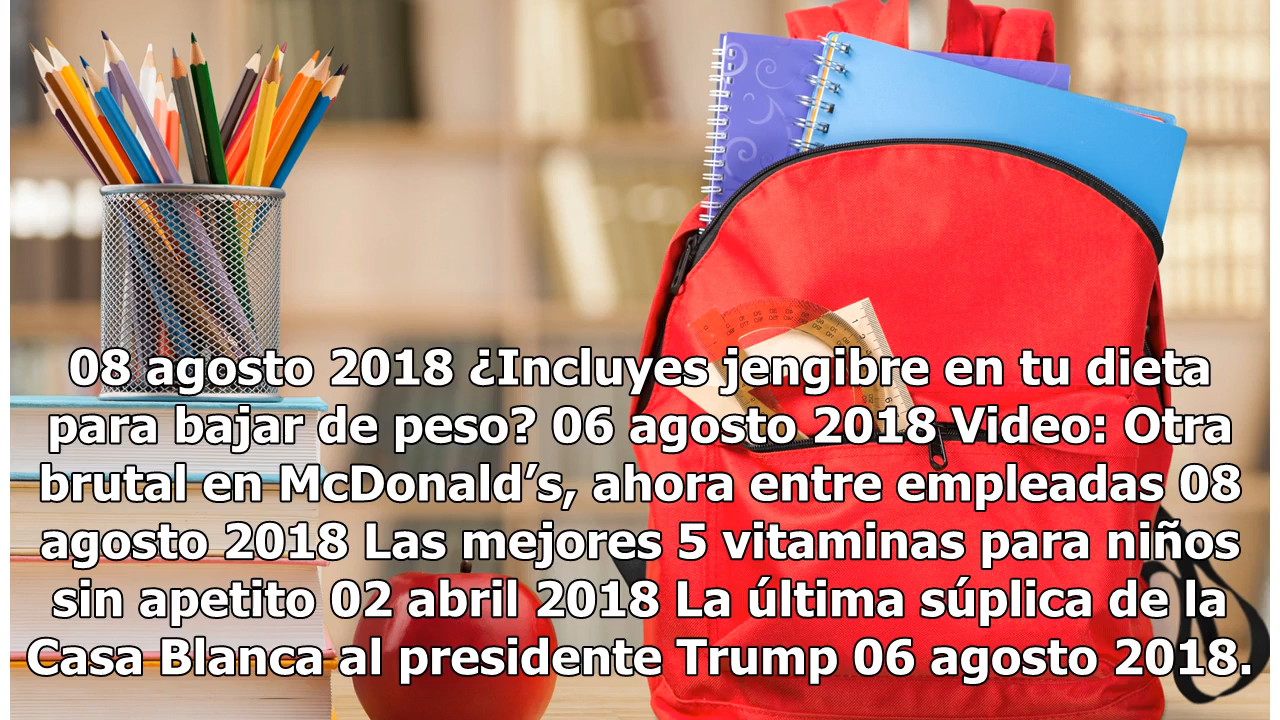 08 agosto 2018 ¿Incluyes jengibre en tu dieta
para bajar de peso? 06 agosto 2018 Video: Otra
brutal en McDonald’s, ahora entre empleadas 08
agosto 2018 Las mejores 5 vitaminas para niños
sin apetito 02 abril 2018 La última súplica de la
Casa Blanca al presidente Trump 06 agosto 2018.